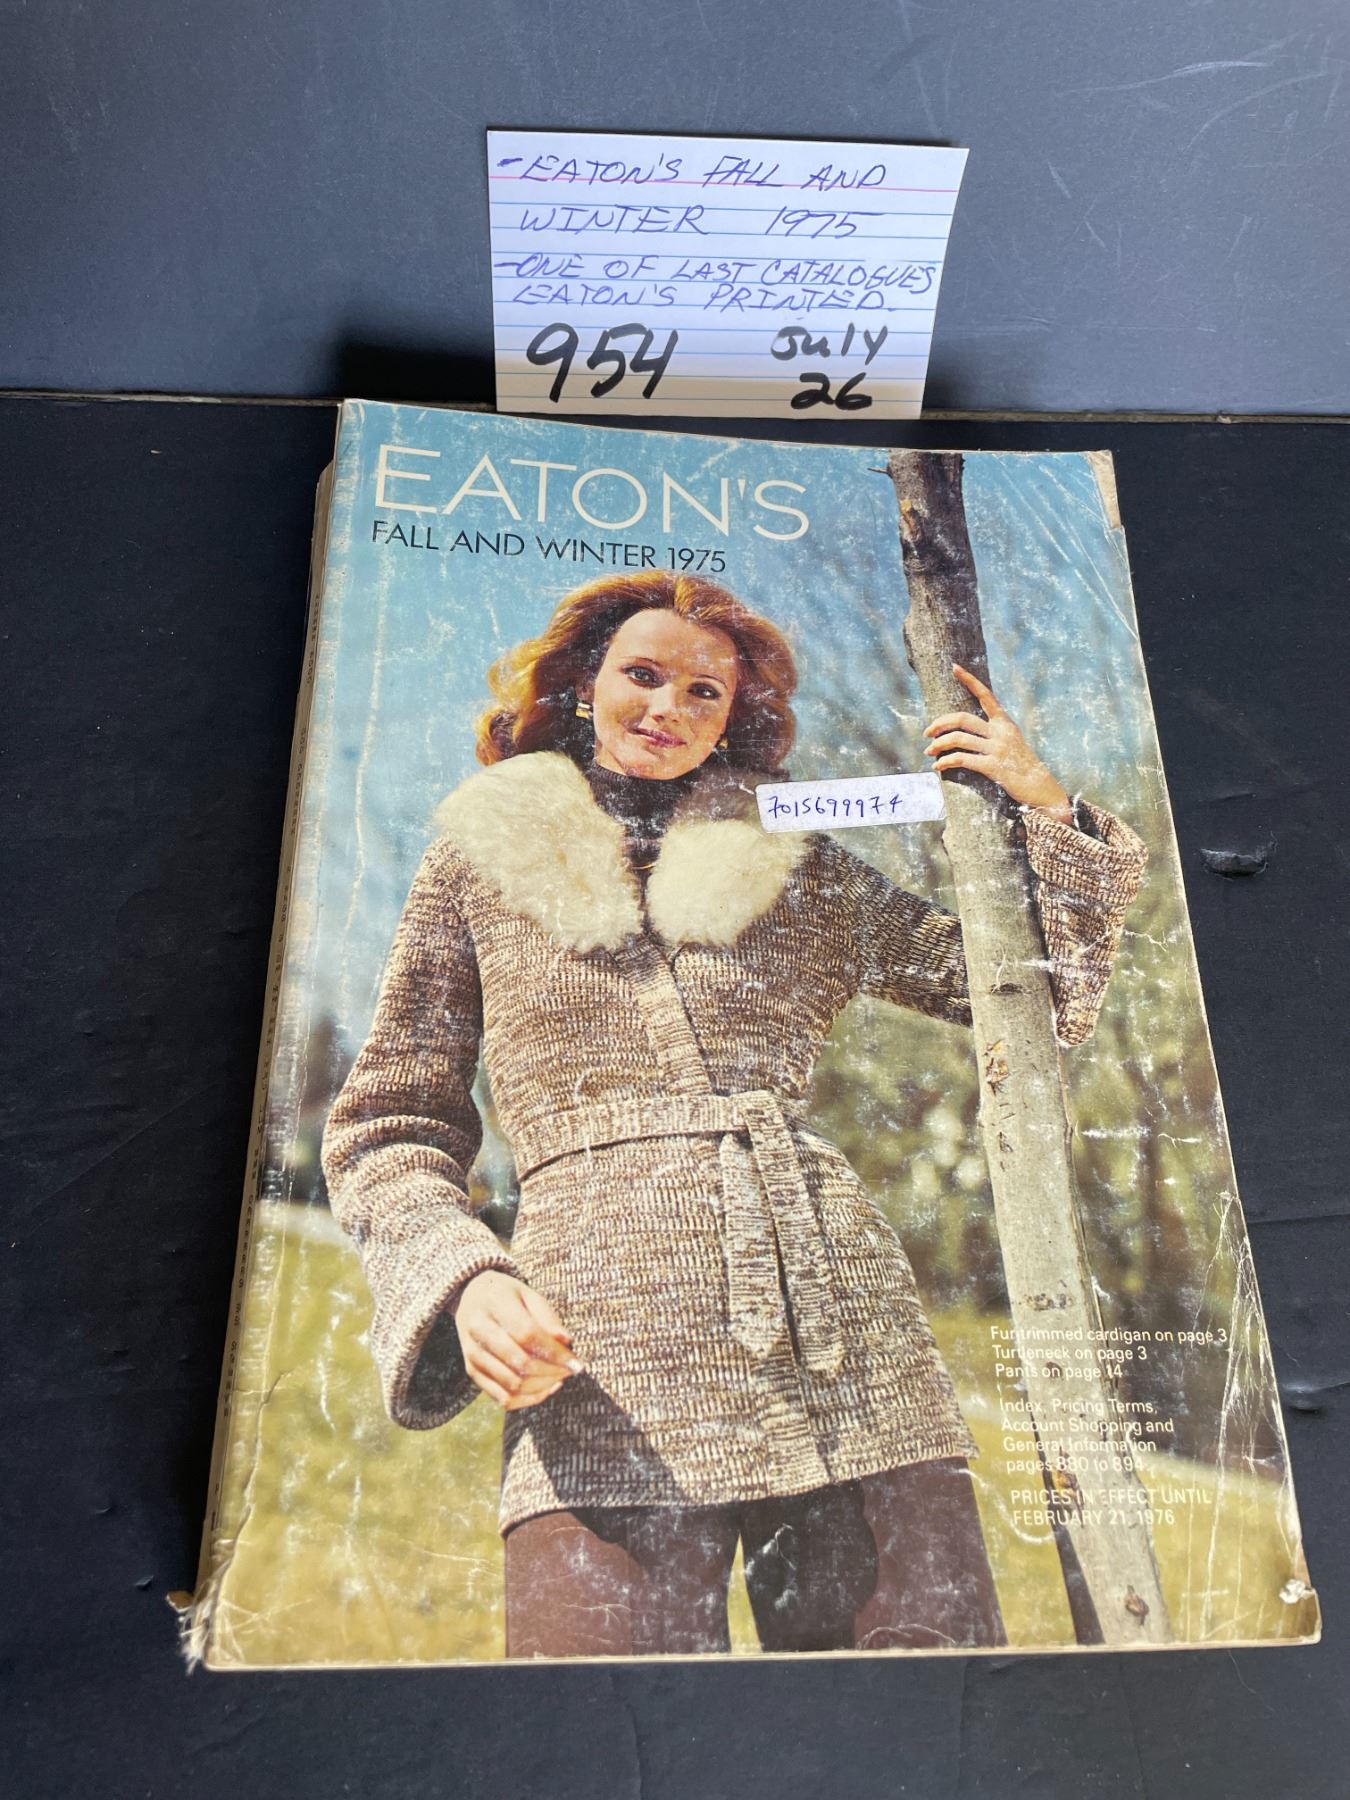 -EATON'S FALL AND
WINTER 1975
-ONE OF LAST CATALOGUES
EATON'S PRINTED.
954 July
26
EATON'S
FALL AND WINTER 1975
7015699974
Fur trimmed cardigan on page 3
Turtleneck on page 3
Pants on page 14
Index, Pricing Terms,
Account Shopping and
General Information
pages 880 to 894
PRICES IN EFFECT UNTIL
FEBRUARY 21, 1976